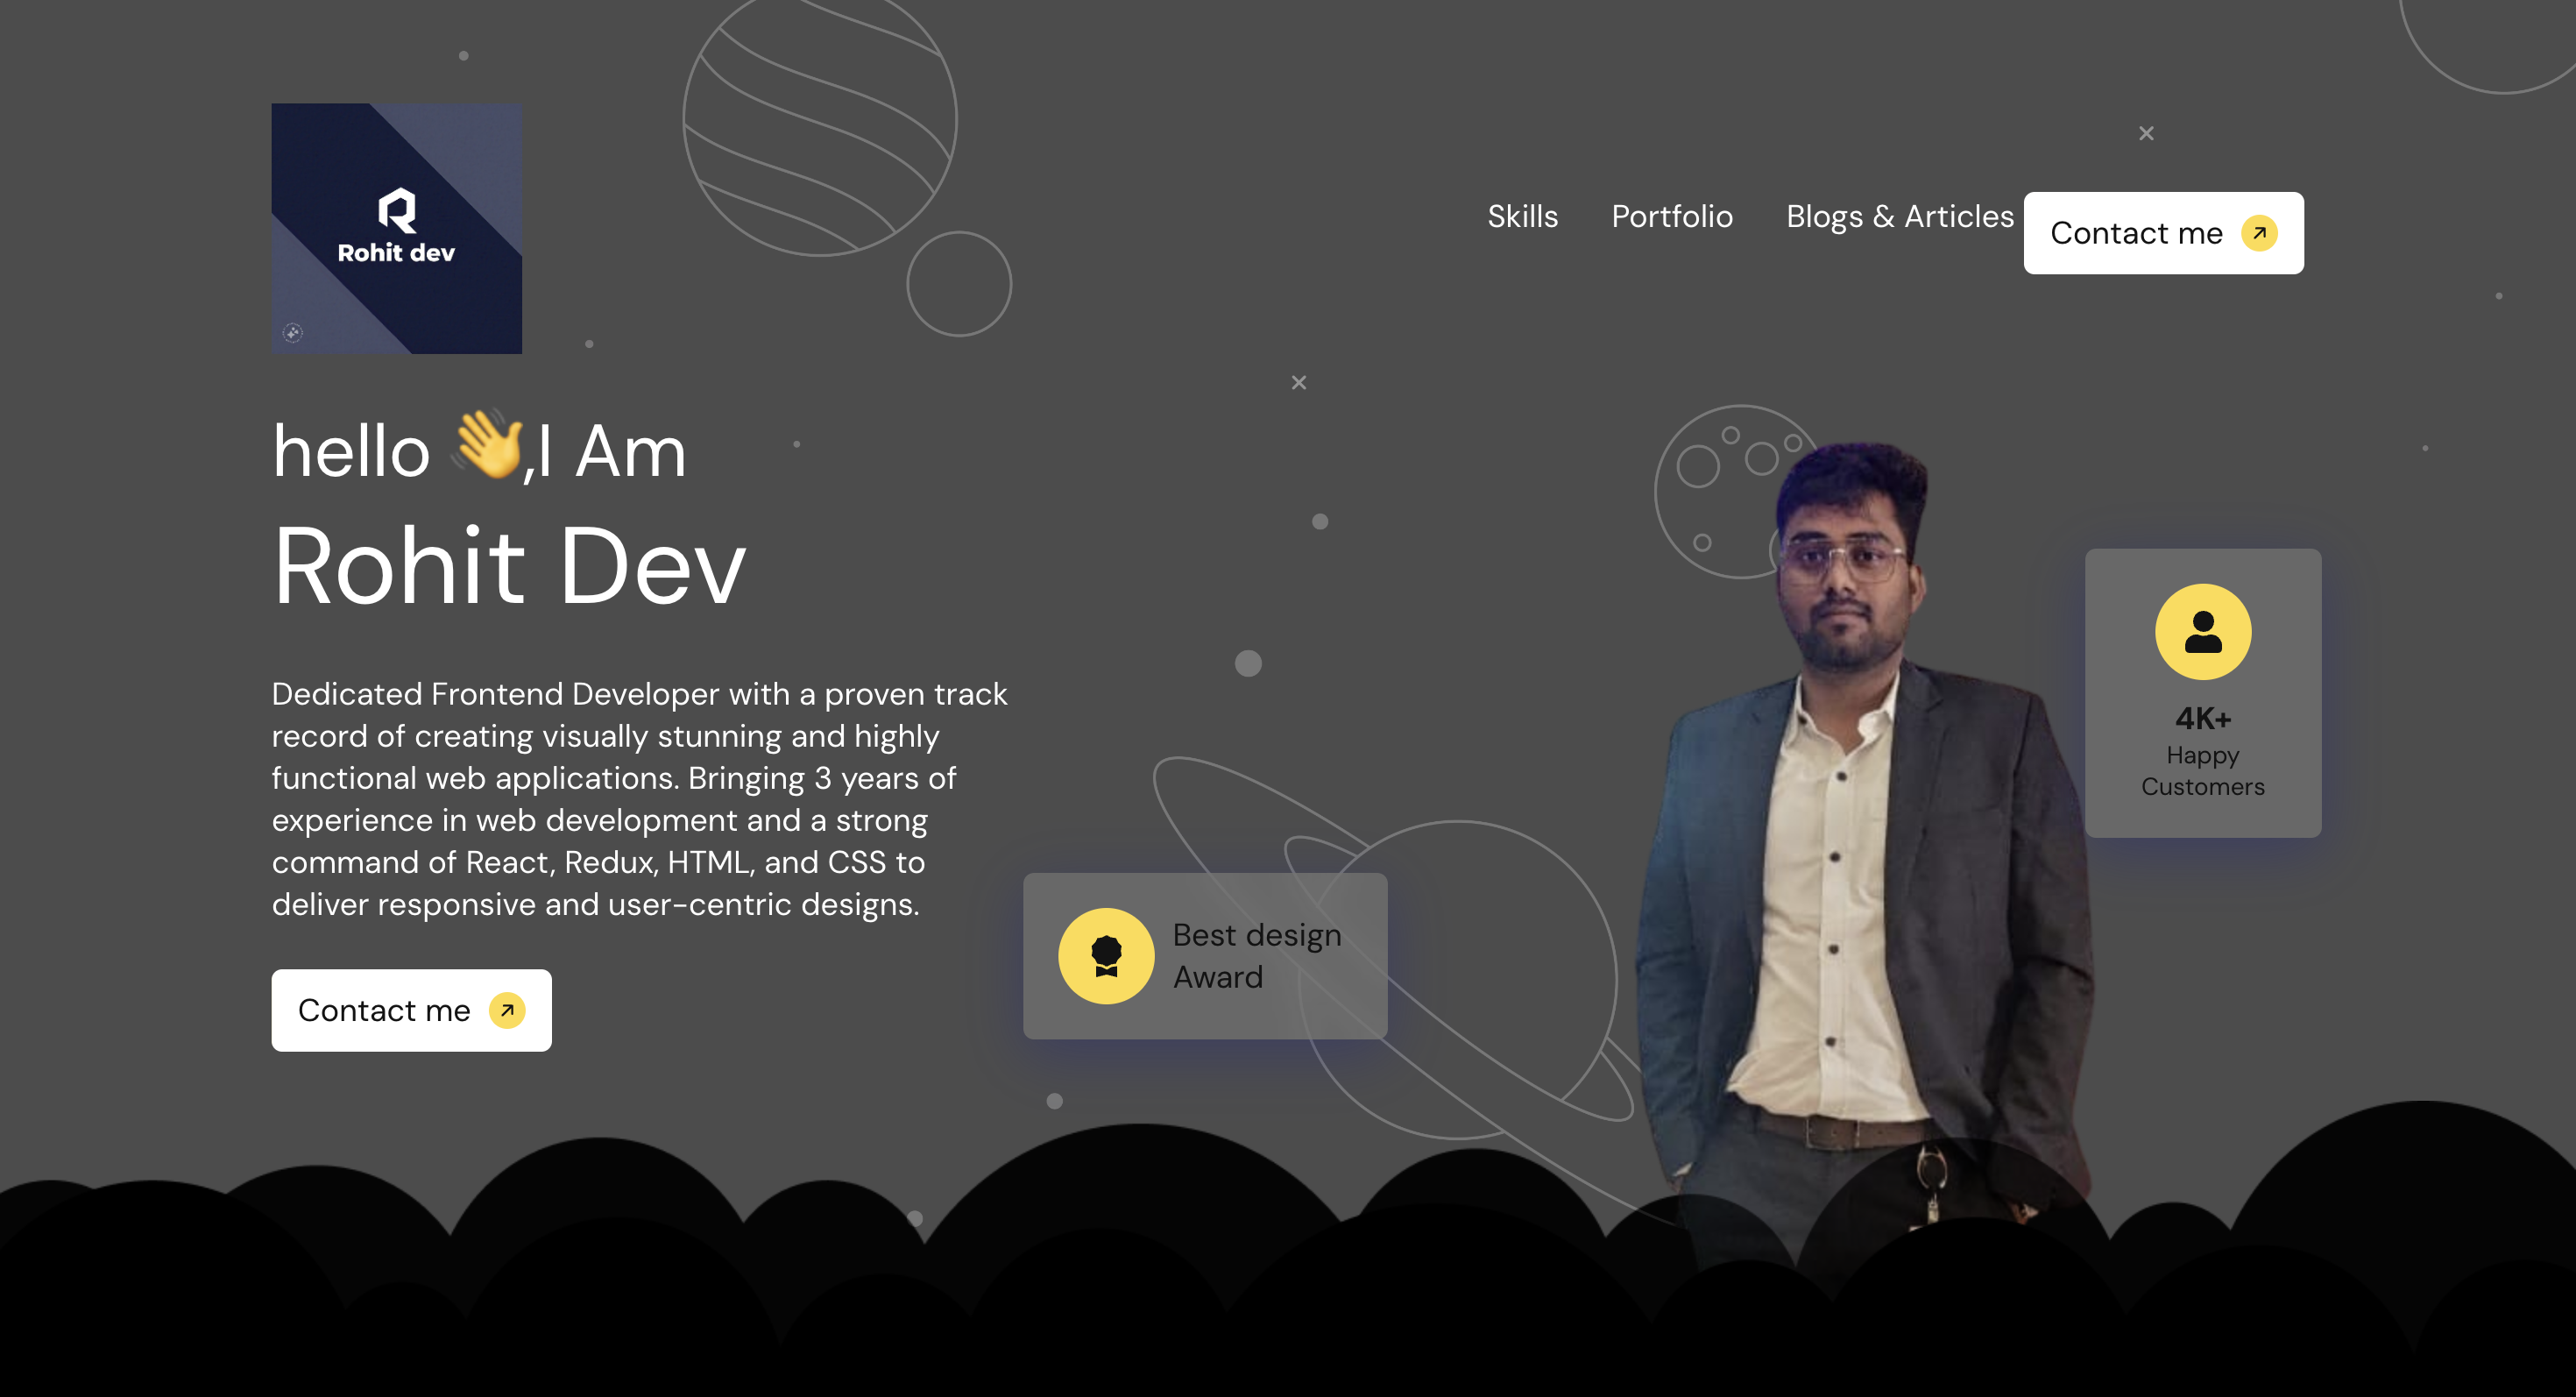 Rohit dev
Skills
Portfolio
Blogs & Articles
Contact me
hello 👋,I Am
Rohit Dev
Dedicated Frontend Developer with a proven track
record of creating visually stunning and highly
functional web applications. Bringing 3 years of
experience in web development and a strong
command of React, Redux, HTML, and CSS to
deliver responsive and user-centric designs.
Contact me
Best design
Award
4K+
Happy
Customers